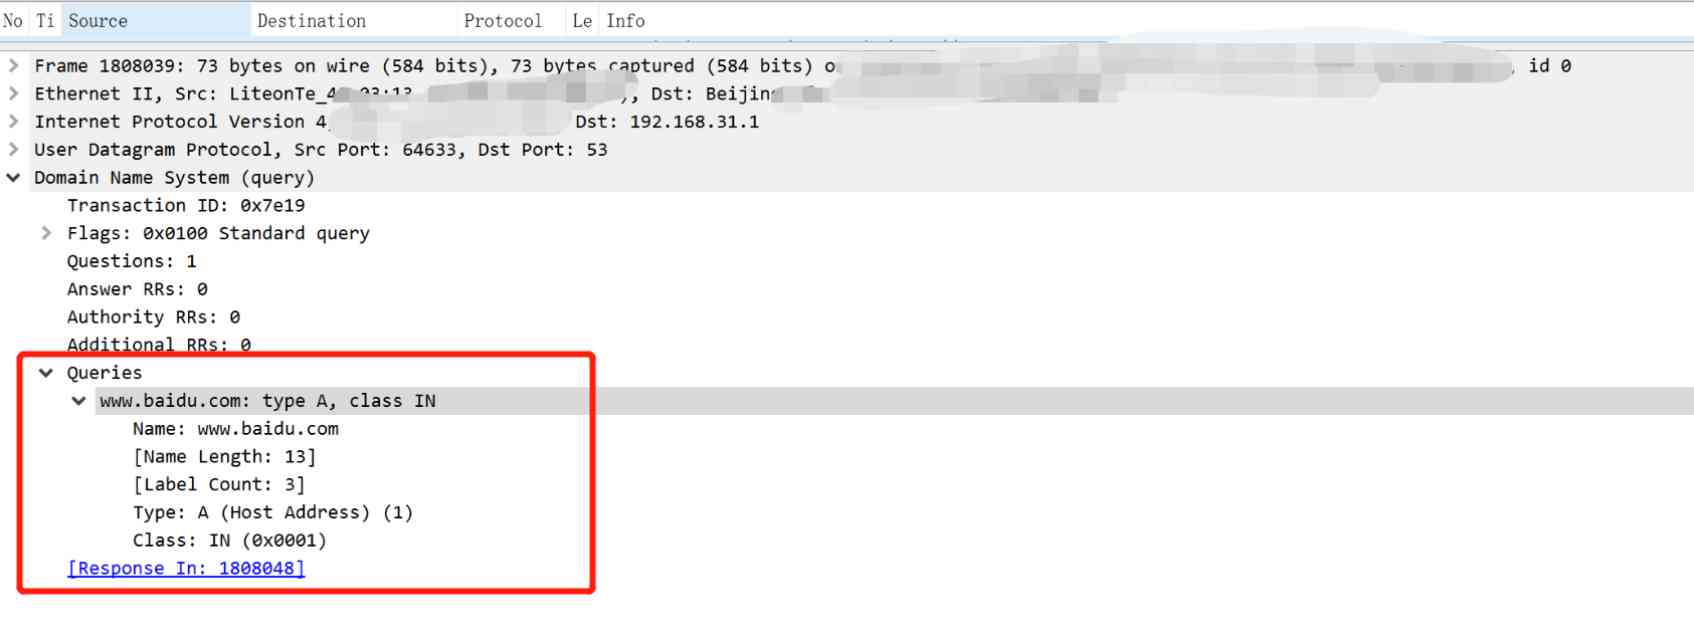 No Ti Source Destination Protocol Le Info
Frame 1808039: 73 bytes on wire (584 bits), 73 bytes captured (584 bits) , id 0
Ethernet II, Src: LiteonTe_4 03:13 ), Dst: Beijin
Internet Protocol Version 4, Dst: 192.168.31.1
User Datagram Protocol, Src Port: 64633, Dst Port: 53
Domain Name System (query)
Transaction ID: 0x7e19
Flags: 0x0100 Standard query
Questions: 1
Answer RRs: 0
Authority RRs: 0
Additional RRs: 0
Queries
www.baidu.com: type A, class IN
Name: www.baidu.com
[Name Length: 13]
[Label Count: 3]
Type: A (Host Address) (1)
Class: IN (0x0001)
[Response In: 1808048]